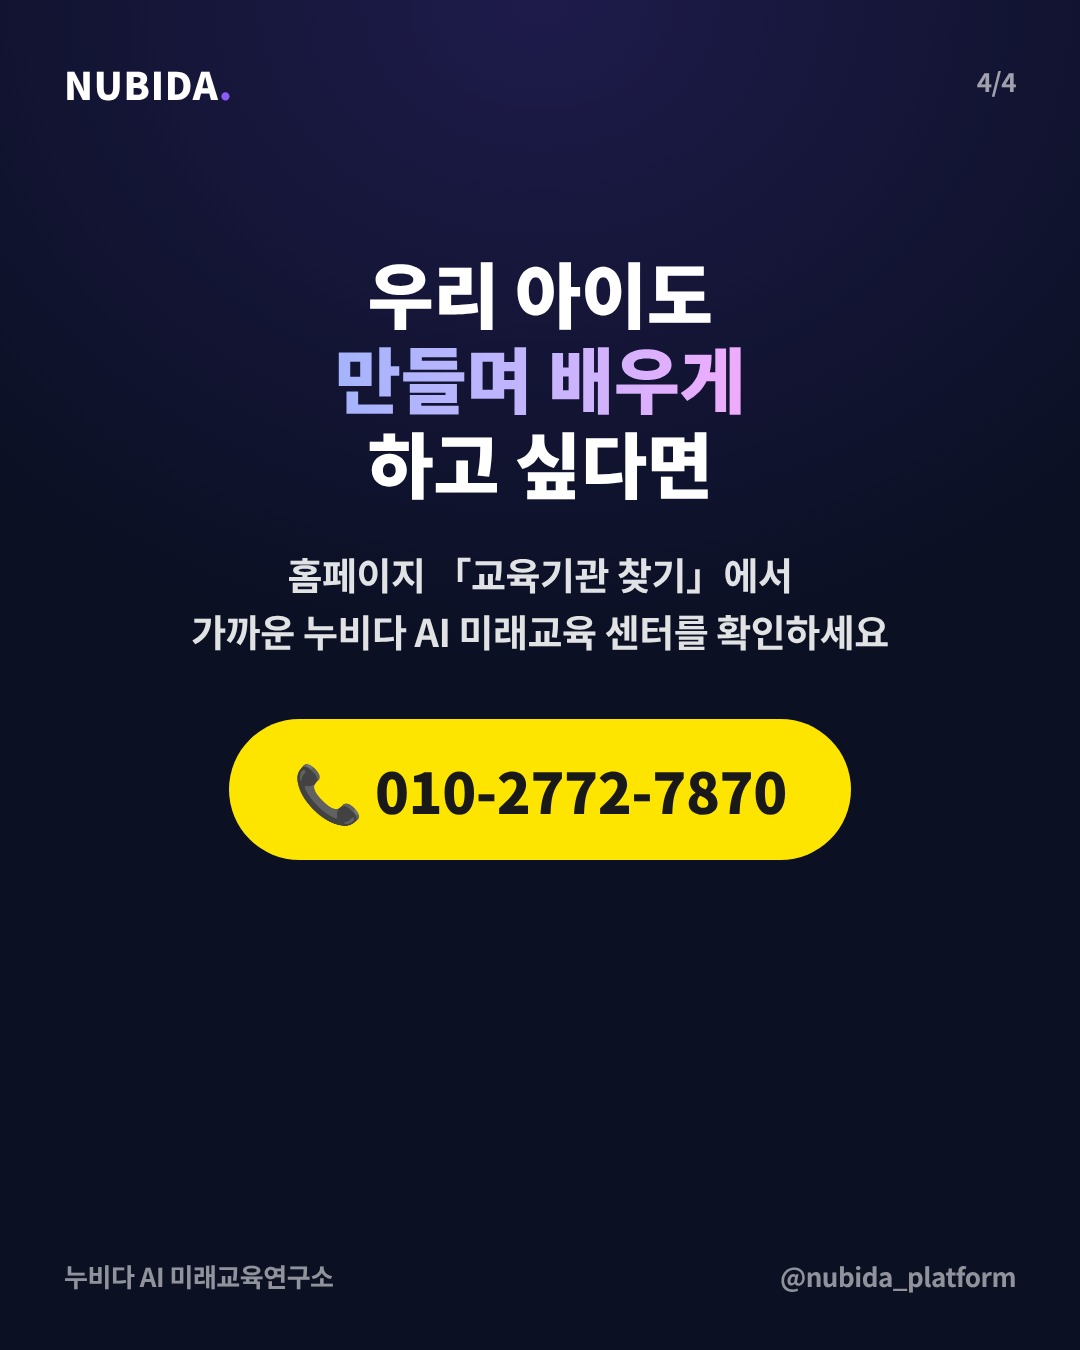 NUBIDA.
4/4
우리 아이도
만들며 배우게
하고 싶다면
홈페이지 「교육기관 찾기」에서
가까운 누비다 AI 미래교육 센터를 확인하세요
📞 010-2772-7870
누비다 AI 미래교육연구소
@nubida_platform